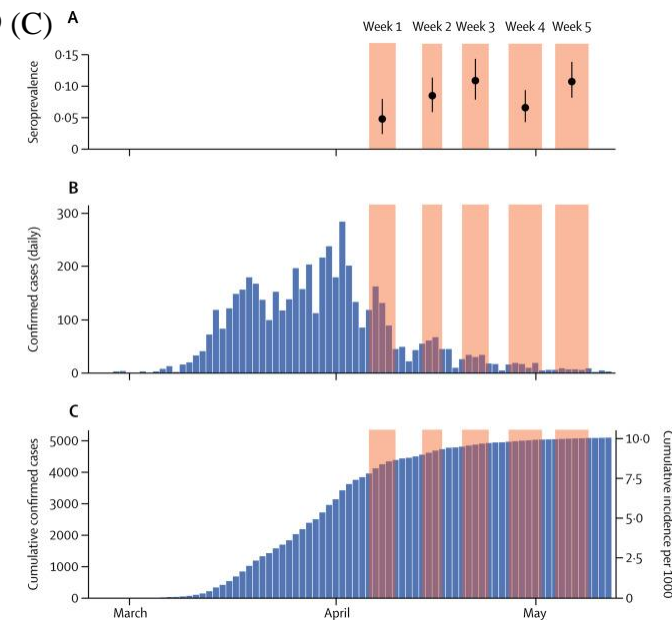 (C) A
Week 1 Week 2 Week 3 Week 4 Week 5
0·15
0·10
0·05
0
Seroprevalence
B
300
200
100
0
Confirmed cases (daily)
C
5000
4000
3000
2000
1000
0
Cumulative confirmed cases
10·0
7·5
5·0
2·5
0
Cumulative incidence per 1000
March April May